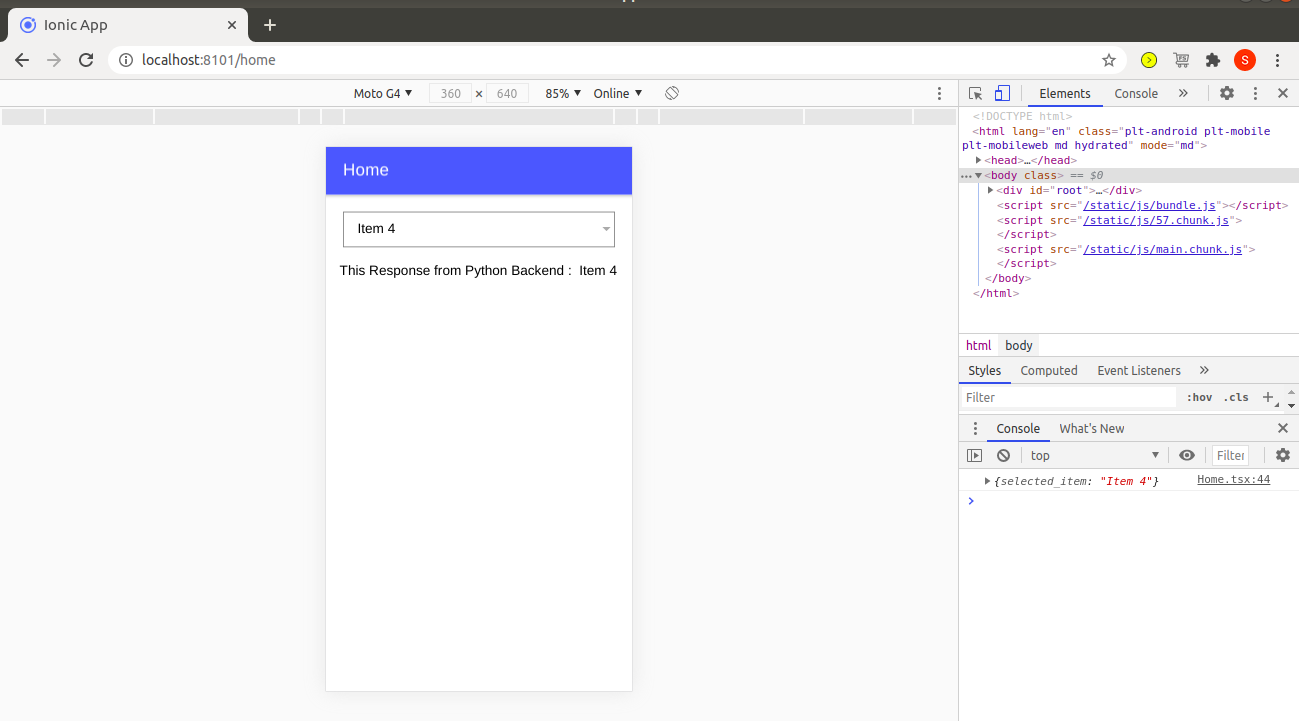 Ionic App
localhost:8101/home
S
Moto G4 360 × 640 85% Online
Elements Console »
<!DOCTYPE html>
<html lang="en" class="plt-android plt-mobile
plt-mobileweb md hydrated" mode="md">
<head>…</head>
<body class> == $0
<div id="root">…</div>
<script src="/static/js/bundle.js"></script>
<script src="/static/js/57.chunk.js">
</script>
<script src="/static/js/main.chunk.js">
</script>
</body>
</html>
Home
Item 4
This Response from Python Backend : Item 4
html body
Styles Computed Event Listeners »
Filter :hov .cls +
Console What's New
top Filter
{selected_item: "Item 4"} Home.tsx:44